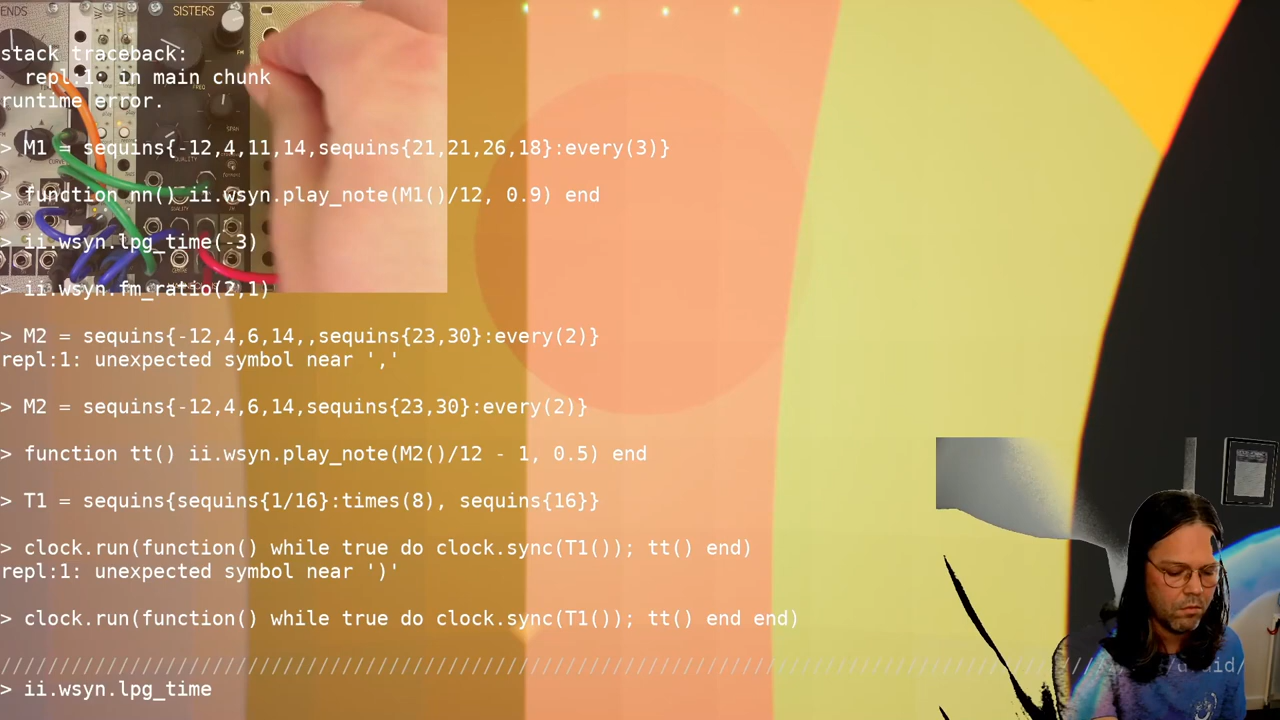 ENDS
SISTERS
stack traceback:
repl:1: in main chunk
runtime error.
> M1 = sequins{-12,4,11,14,sequins{21,21,26,18}:every(3)}
> function nn() ii.wsyn.play_note(M1()/12, 0.9) end
> ii.wsyn.lpg_time(-3)
> ii.wsyn.fm_ratio(2,1)
> M2 = sequins{-12,4,6,14,,sequins{23,30}:every(2)}
repl:1: unexpected symbol near ','
> M2 = sequins{-12,4,6,14,sequins{23,30}:every(2)}
> function tt() ii.wsyn.play_note(M2()/12 - 1, 0.5) end
> T1 = sequins{sequins{1/16}:times(8), sequins{16}}
> clock.run(function() while true do clock.sync(T1()); tt() end)
repl:1: unexpected symbol near ')'
> clock.run(function() while true do clock.sync(T1()); tt() end end)
> ii.wsyn.lpg_time